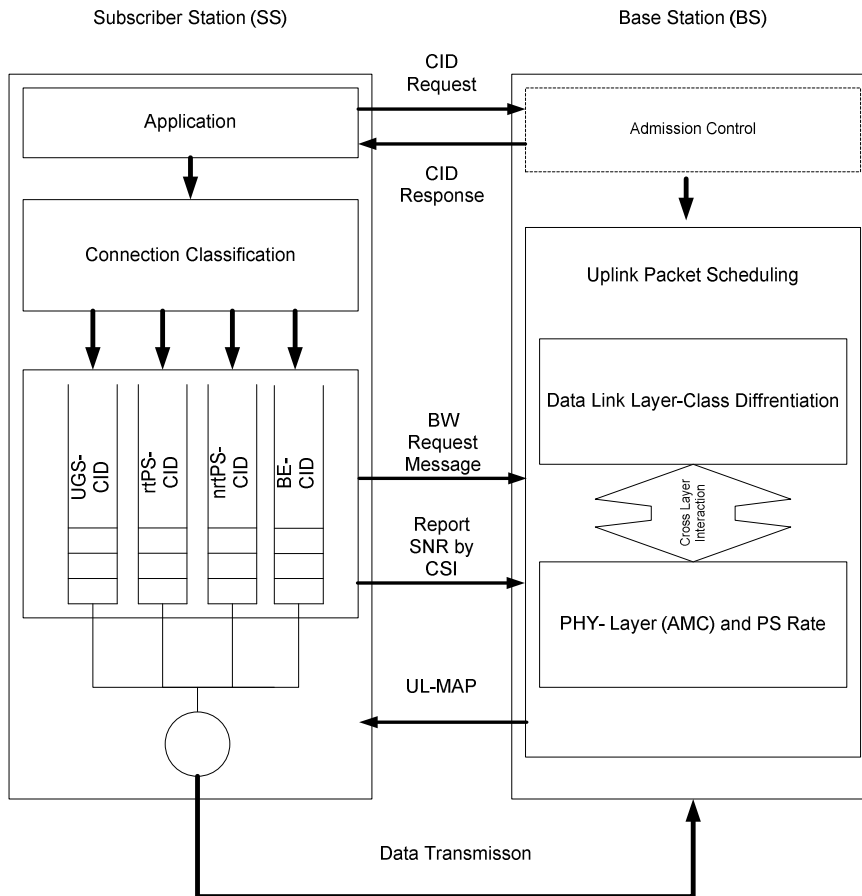 Subscriber Station (SS)
Base Station (BS)
CID
Request
Application
Admission Control
CID
Response
Connection Classification
Uplink Packet Scheduling
Data Link Layer-Class Diffrentiation
UGS-
CID
rtPS-
CID
nrtPS-
CID
BE-
CID
BW
Request
Message
Cross Layer
Interaction
Report
SNR by
CSI
PHY- Layer (AMC) and PS Rate
UL-MAP
Data Transmisson